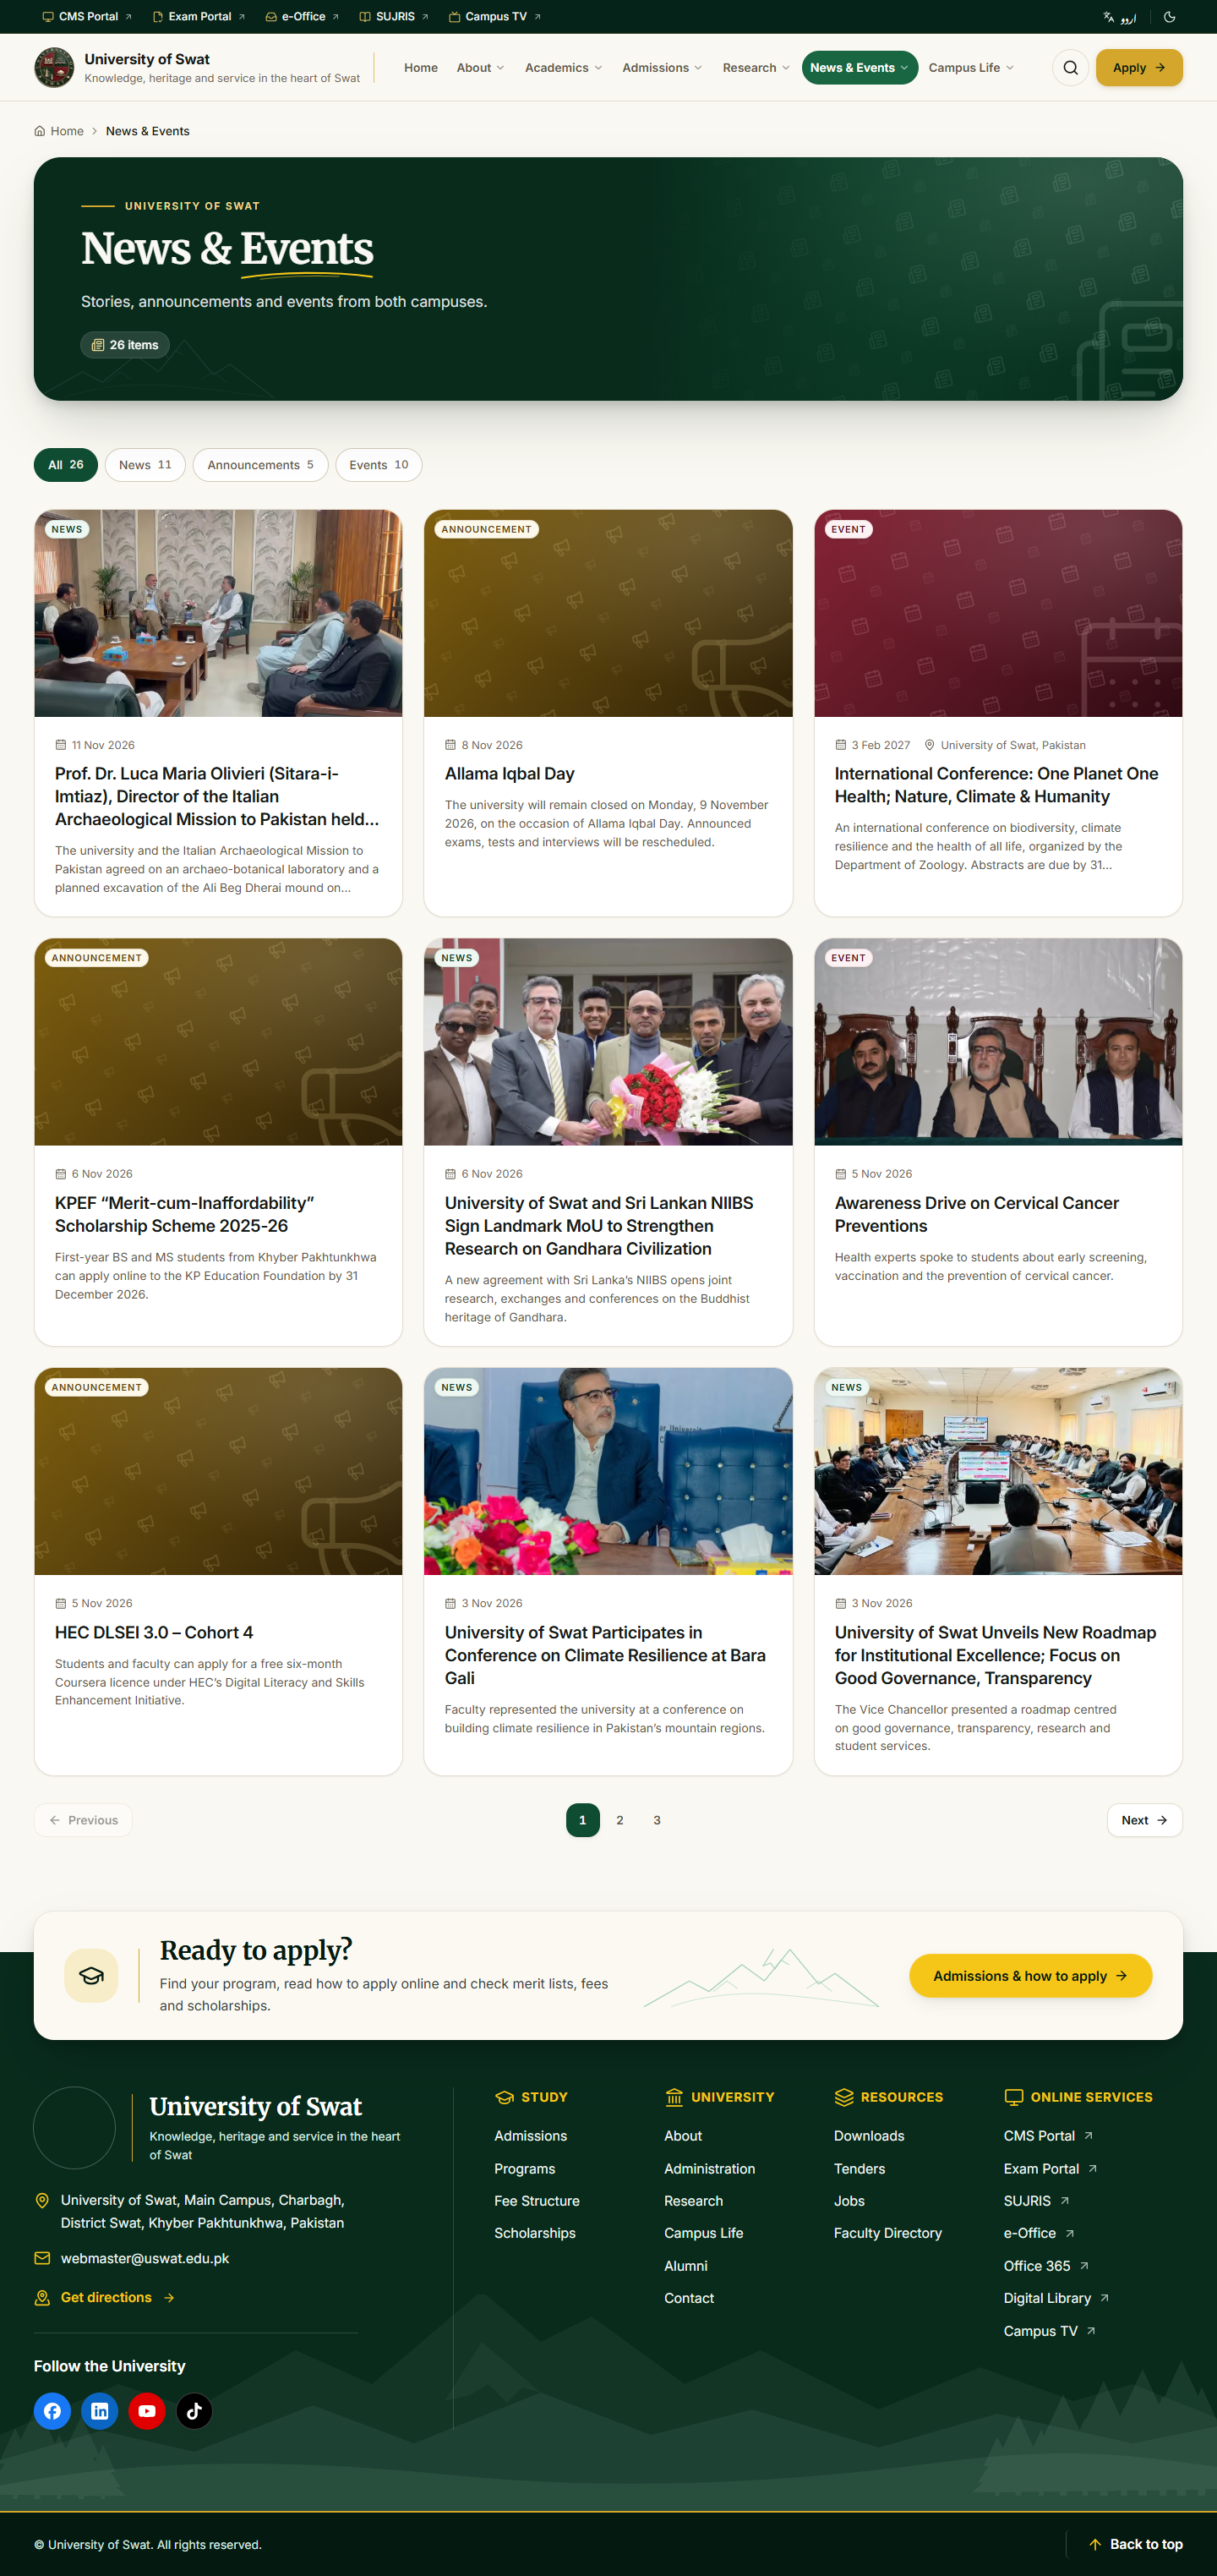 CMS Portal
Exam Portal
e-Office
SUJRIS
Campus TV
اردو
University of Swat
Knowledge, heritage and service in the heart of Swat
Home
About
Academics
Admissions
Research
News & Events
Campus Life
Apply
Home
News & Events
UNIVERSITY OF SWAT
News & Events
Stories, announcements and events from both campuses.
26 items
All 26
News 11
Announcements 5
Events 10
NEWS
11 Nov 2026
Prof. Dr. Luca Maria Olivieri (Sitara-i-
Imtiaz), Director of the Italian
Archaeological Mission to Pakistan held...
The university and the Italian Archaeological Mission to
Pakistan agreed on an archaeo-botanical laboratory and a
planned excavation of the Ali Beg Dherai mound on...
ANNOUNCEMENT
8 Nov 2026
Allama Iqbal Day
The university will remain closed on Monday, 9 November
2026, on the occasion of Allama Iqbal Day. Announced
exams, tests and interviews will be rescheduled.
EVENT
3 Feb 2027
University of Swat, Pakistan
International Conference: One Planet One
Health; Nature, Climate & Humanity
An international conference on biodiversity, climate
resilience and the health of all life, organized by the
Department of Zoology. Abstracts are due by 31...
ANNOUNCEMENT
6 Nov 2026
KPEF “Merit-cum-Inaffordability”
Scholarship Scheme 2025-26
First-year BS and MS students from Khyber Pakhtunkhwa
can apply online to the KP Education Foundation by 31
December 2026.
NEWS
6 Nov 2026
University of Swat and Sri Lankan NIIBS
Sign Landmark MoU to Strengthen
Research on Gandhara Civilization
A new agreement with Sri Lanka’s NIIBS opens joint
research, exchanges and conferences on the Buddhist
heritage of Gandhara.
EVENT
5 Nov 2026
Awareness Drive on Cervical Cancer
Preventions
Health experts spoke to students about early screening,
vaccination and the prevention of cervical cancer.
ANNOUNCEMENT
5 Nov 2026
HEC DLSEI 3.0 – Cohort 4
Students and faculty can apply for a free six-month
Coursera licence under HEC’s Digital Literacy and Skills
Enhancement Initiative.
NEWS
3 Nov 2026
University of Swat Participates in
Conference on Climate Resilience at Bara
Gali
Faculty represented the university at a conference on
building climate resilience in Pakistan’s mountain regions.
NEWS
3 Nov 2026
University of Swat Unveils New Roadmap
for Institutional Excellence; Focus on
Good Governance, Transparency
The Vice Chancellor presented a roadmap centred
on good governance, transparency, research and
student services.
Previous
1
2
3
Next
Ready to apply?
Find your program, read how to apply online and check merit lists, fees
and scholarships.
Admissions & how to apply
University of Swat
Knowledge, heritage and service in the heart
of Swat
University of Swat, Main Campus, Charbagh,
District Swat, Khyber Pakhtunkhwa, Pakistan
webmaster@uswat.edu.pk
Get directions
Follow the University
STUDY
Admissions
Programs
Fee Structure
Scholarships
UNIVERSITY
About
Administration
Research
Campus Life
Alumni
Contact
RESOURCES
Downloads
Tenders
Jobs
Faculty Directory
ONLINE SERVICES
CMS Portal
Exam Portal
SUJRIS
e-Office
Office 365
Digital Library
Campus TV
© University of Swat. All rights reserved.
Back to top